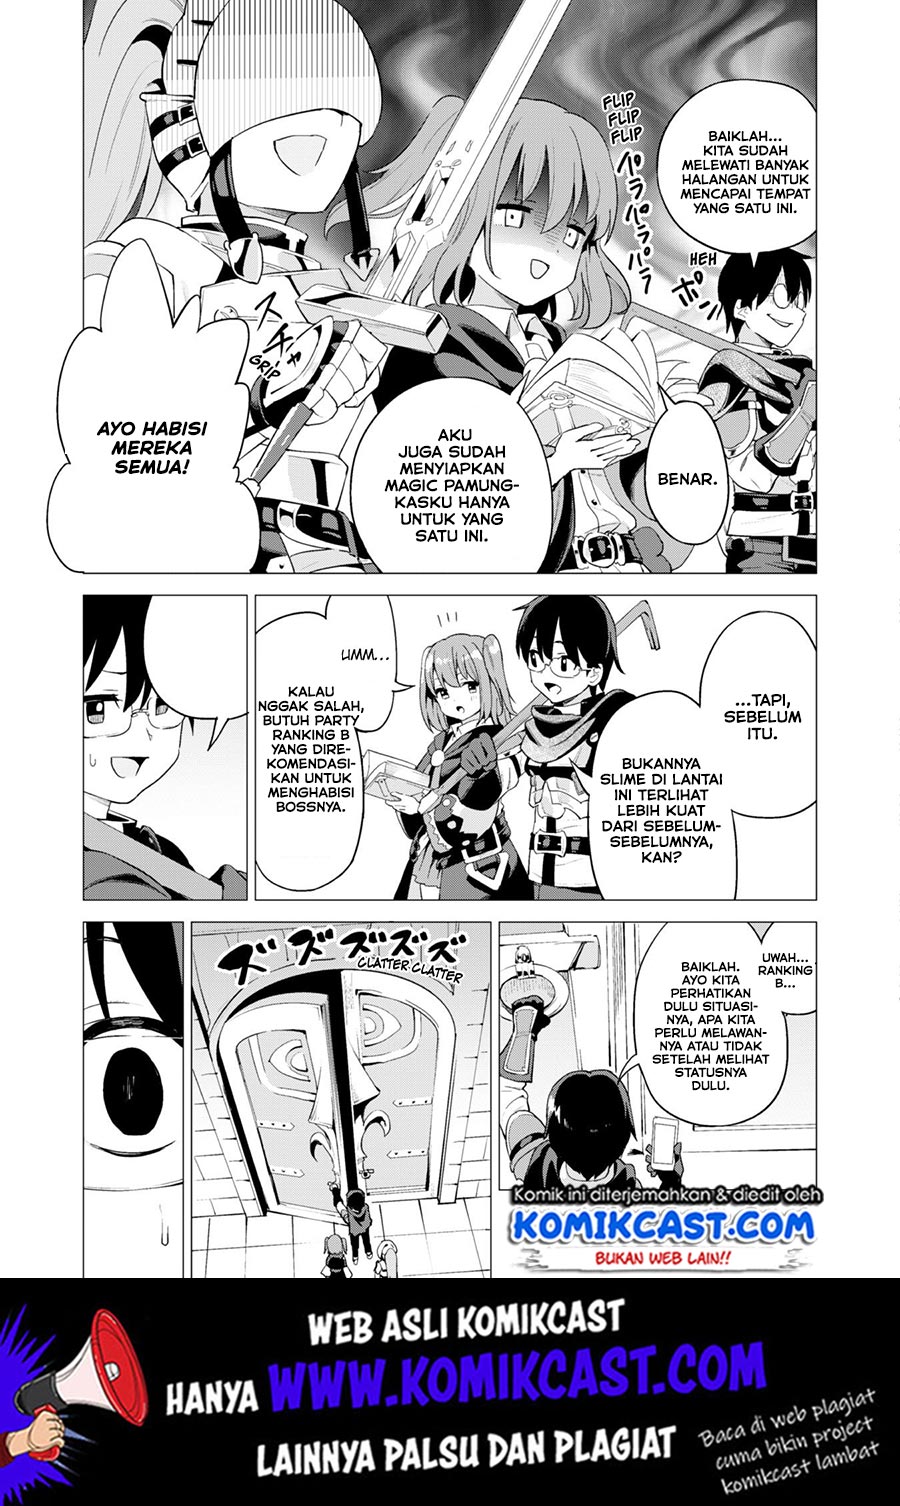 FLIP
FLIP
FLIP
パラパラパラパラ
BAIKLAH...
KITA SUDAH
MELEWATI BANYAK
HALANGAN UNTUK
MENCAPAI TEMPAT
YANG SATU INI.
HEH
BENAR.
AKU
JUGA SUDAH
MENYIAPKAN
MAGIC PAMUNG-
KASKU HANYA
UNTUK YANG
SATU INI.
GRIP
AYO HABISI
MEREKA
SEMUA!
...TAPI,
SEBELUM
ITU.
BUKANNYA
SLIME DI LANTAI
INI TERLIHAT
LEBIH KUAT
DARI SEBELUM-
SEBELUMNYA,
KAN?
UMM...
KALAU
NGGAK SALAH,
BUTUH PARTY
RANKING B
YANG DIRE-
KOMENDASI-
KAN UNTUK
MENGHABISI
BOSSNYA.
UWAH...
RANKING
B...
BAIKLAH.
AYO KITA
PERHATIKAN
DULU SITUASI-
NYA, APA KITA
PERLU MELAWAN-
NYA ATAU TIDAK
SETELAH MELIHAT
STATUSNYA
DULU.
ズズズズズ
CLATTER CLATTER
Komik ini diterjemahkan & diedit oleh
KOMIKCAST.COM
BUKAN WEB LAIN!!
WEB ASLI KOMIKCAST
HANYA WWW.KOMIKCAST.COM
LAINNYA PALSU DAN PLAGIAT
Baca di web plagiat
cuma bikin project
komikcast lambat